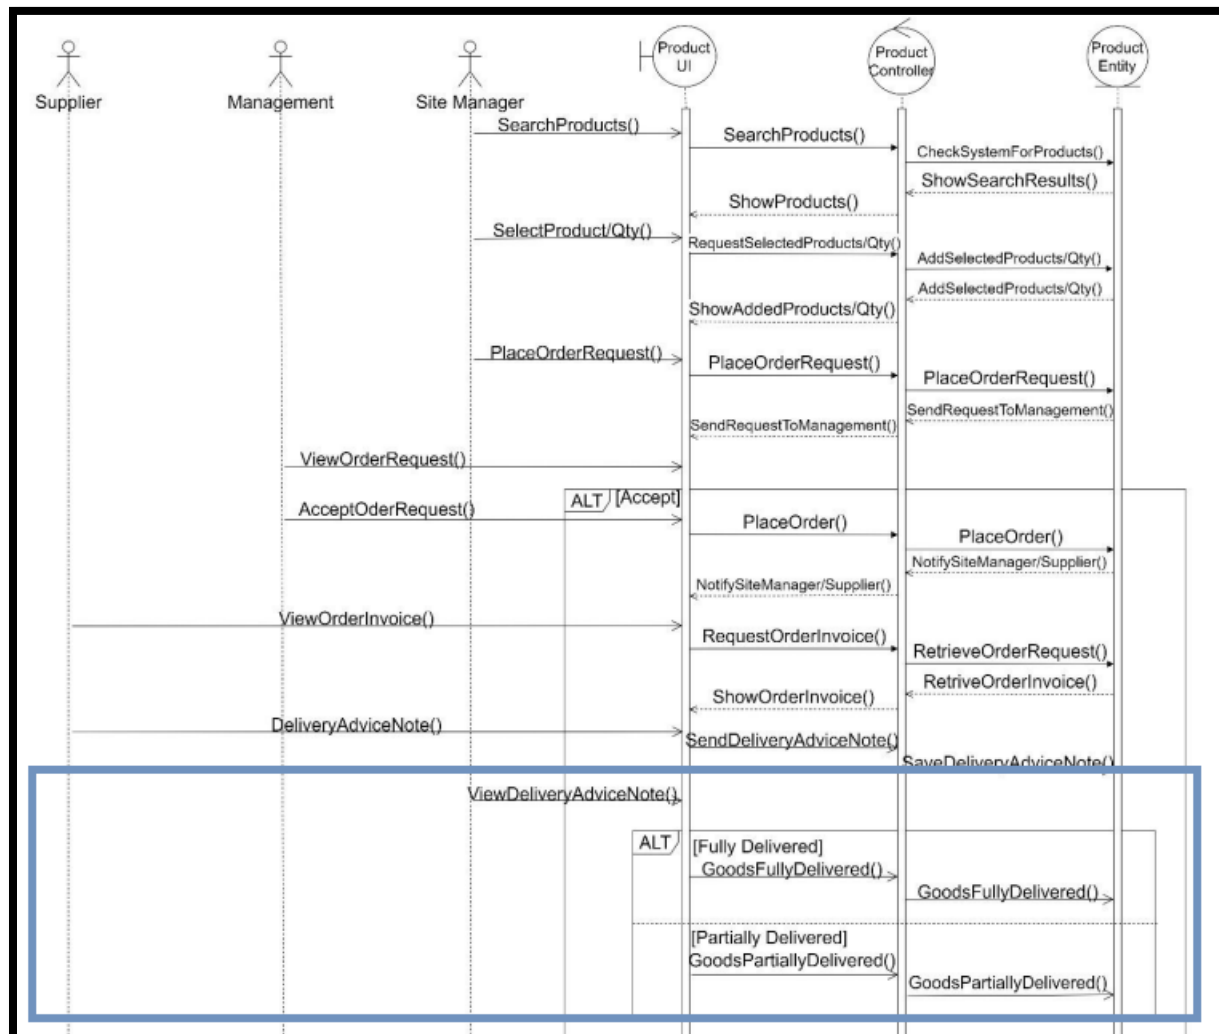 Product
UI
Product
Controller
Product
Entity
Supplier
Management
Site Manager
SearchProducts()
SearchProducts()
CheckSystemForProducts()
ShowSearchResults()
ShowProducts()
SelectProduct/Qty()
RequestSelectedProducts/Qty()
AddSelectedProducts/Qty()
AddSelectedProducts/Qty()
ShowAddedProducts/Qty()
PlaceOrderRequest()
PlaceOrderRequest()
PlaceOrderRequest()
SendRequestToManagement()
SendRequestToManagement()
ViewOrderRequest()
ALT [Accept]
AcceptOderRequest()
PlaceOrder()
PlaceOrder()
NotifySiteManager/Supplier()
NotifySiteManager/Supplier()
ViewOrderInvoice()
RequestOrderInvoice()
RetrieveOrderRequest()
RetriveOrderInvoice()
ShowOrderInvoice()
DeliveryAdviceNote()
SendDeliveryAdviceNote()
SaveDeliveryAdviceNote()
ViewDeliveryAdviceNote()
ALT
[Fully Delivered]
GoodsFullyDelivered()
GoodsFullyDelivered()
[Partially Delivered]
GoodsPartiallyDelivered()
GoodsPartiallyDelivered()